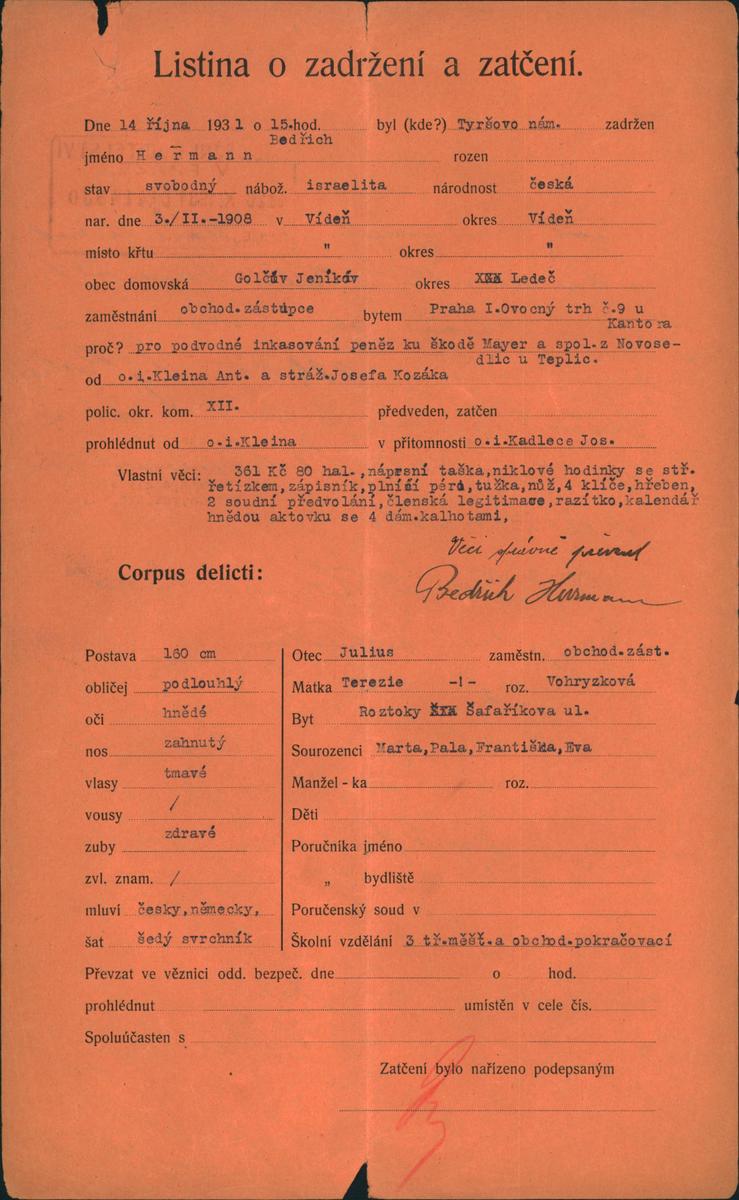 Listina o zadržení a zatčení.
Dne 14 října 1931 o 15.hod. byl (kde?) Tyršovo nám. zadržen
Bedřich
jméno Heřmann rozen
stav svobodný nábož. israelita národnost česká
nar. dne 3./II.-1908 v Vídeň okres Vídeň
místo křtu " okres "
obec domovská Golčův Jeníkov okres XXX Ledeč
zaměstnání obchod.zástupce bytem Praha I.Ovocný trh č.9 u
Kantora
proč? pro podvodné inkasování peněz ku škodě Mayer a spol.z Novose-
dlic u Teplic.
od o.i.Kleina Ant. a stráž.Josefa Kozáka
polic. okr. kom. XII. předveden, zatčen
prohlédnut od o.i.Kleina v přítomnosti o.i.Kadlece Jos.
Vlastní věci: 361 Kč 80 hal.,náprsní taška,niklové hodinky se stř.
řetízkem,zápisník,plnící péro,tužka,nůž,4 klíče,hřeben,
2 soudní předvolání,členská legitimace,razítko,kalendář
hnědou aktovku se 4 dám.kalhotami,
Věci správně převzal
Corpus delicti:
Bedřich Herrmann
Postava 160 cm
obličej podlouhlý
oči hnědé
nos zahnutý
vlasy tmavé
vousy /
zuby zdravé
zvl. znam. /
mluví česky,německy,
šat šedý svrchník
Otec Julius zaměstn. obchod.zást.
Matka Terezie -1- roz. Vohryzková
Byt Roztoky XXX Šafaříkova ul.
Sourozenci Marta,Pala,Františka,Eva
Manžel - ka roz.
Děti
Poručníka jméno
„ bydliště
Poručenský soud v
Školní vzdělání 3 tř.měšť.a obchod.pokračovací
Převzat ve věznici odd. bezpeč. dne o hod.
prohlédnut umístěn v cele čís.
Spoluúčasten s
Zatčení bylo nařízeno podepsaným